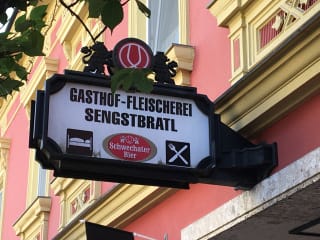 GASTHOF-FLEISCHEREI
SENGSTBRATL
Schwechater
Bier